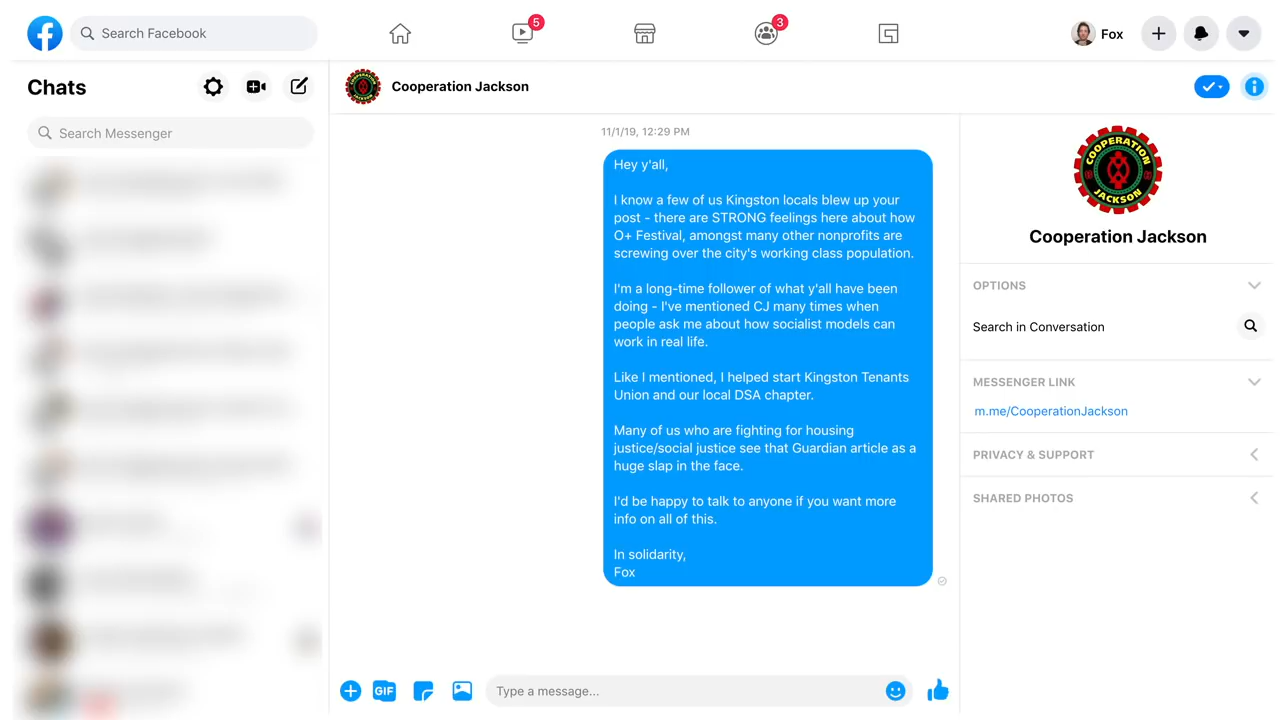 Search Facebook
5
3
Fox
Chats
Search Messenger
Cooperation Jackson
11/1/19, 12:29 PM
Hey y'all,
I know a few of us Kingston locals blew up your
post - there are STRONG feelings here about how
O+ Festival, amongst many other nonprofits are
screwing over the city's working class population.
I'm a long-time follower of what y'all have been
doing - I've mentioned CJ many times when
people ask me about how socialist models can
work in real life.
Like I mentioned, I helped start Kingston Tenants
Union and our local DSA chapter.
Many of us who are fighting for housing
justice/social justice see that Guardian article as a
huge slap in the face.
I'd be happy to talk to anyone if you want more
info on all of this.
In solidarity,
Fox
GIF
Type a message...
COOPERATION
JACKSON
Cooperation Jackson
OPTIONS
Search in Conversation
MESSENGER LINK
m.me/CooperationJackson
PRIVACY & SUPPORT
SHARED PHOTOS